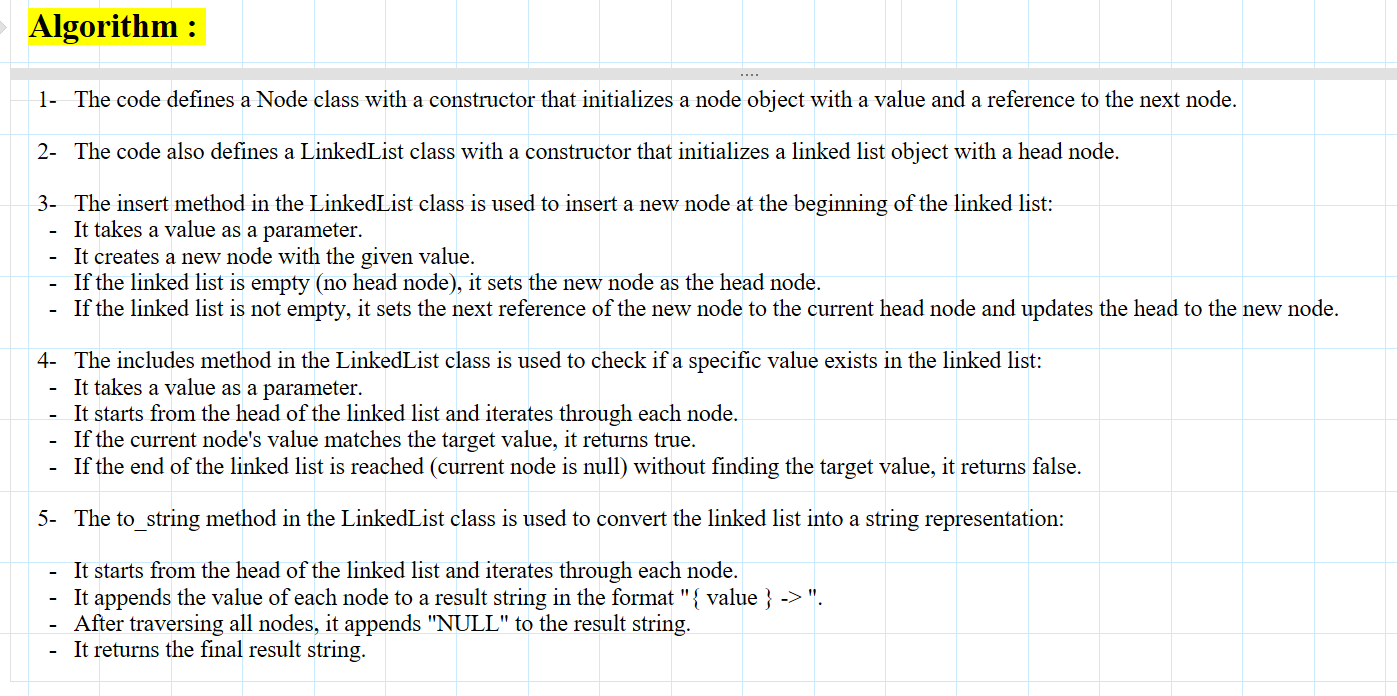 Algorithm :
1- The code defines a Node class with a constructor that initializes a node object with a value and a reference to the next node.
2- The code also defines a LinkedList class with a constructor that initializes a linked list object with a head node.
3- The insert method in the LinkedList class is used to insert a new node at the beginning of the linked list:
- It takes a value as a parameter.
- It creates a new node with the given value.
- If the linked list is empty (no head node), it sets the new node as the head node.
- If the linked list is not empty, it sets the next reference of the new node to the current head node and updates the head to the new node.
4- The includes method in the LinkedList class is used to check if a specific value exists in the linked list:
- It takes a value as a parameter.
- It starts from the head of the linked list and iterates through each node.
- If the current node's value matches the target value, it returns true.
- If the end of the linked list is reached (current node is null) without finding the target value, it returns false.
5- The to_string method in the LinkedList class is used to convert the linked list into a string representation:
- It starts from the head of the linked list and iterates through each node.
- It appends the value of each node to a result string in the format "{ value } -> ".
- After traversing all nodes, it appends "NULL" to the result string.
- It returns the final result string.